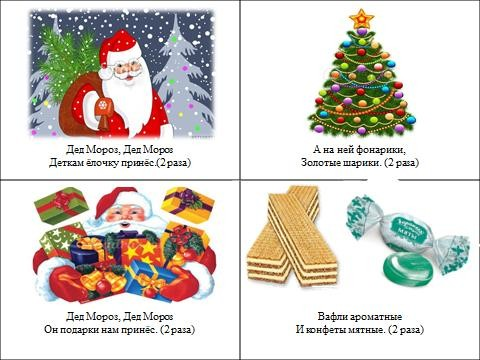 Дед Мороз, Дед Мороз
Деткам ёлочку принёс.(2 раза)
А на ней фонарики,
Золотые шарики. (2 раза)
Дед Мороз, Дед Мороз
Он подарки нам принёс. (2 раза)
мяты
Вафли ароматные
И конфеты мятные. (2 раза)